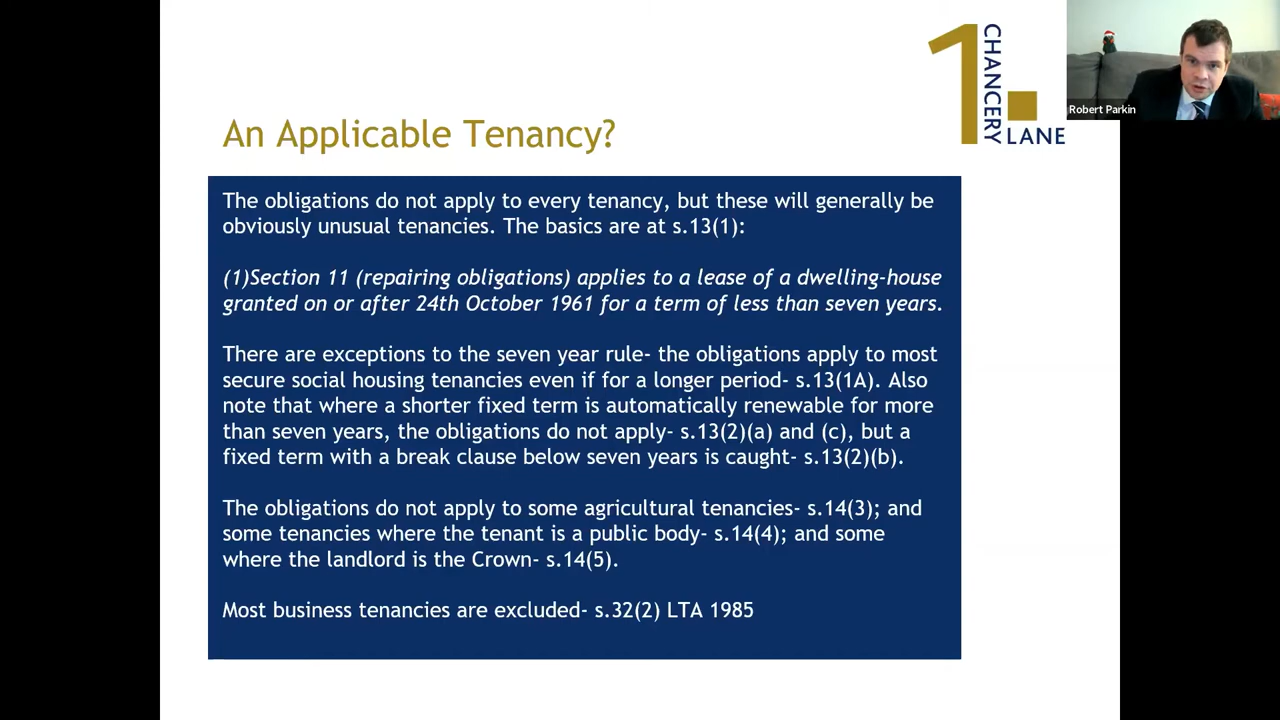 1
CHANCERY
LANE
Robert Parkin
An Applicable Tenancy?
The obligations do not apply to every tenancy, but these will generally be
obviously unusual tenancies. The basics are at s.13(1):
(1)Section 11 (repairing obligations) applies to a lease of a dwelling-house
granted on or after 24th October 1961 for a term of less than seven years.
There are exceptions to the seven year rule- the obligations apply to most
secure social housing tenancies even if for a longer period- s.13(1A). Also
note that where a shorter fixed term is automatically renewable for more
than seven years, the obligations do not apply- s.13(2)(a) and (c), but a
fixed term with a break clause below seven years is caught- s.13(2)(b).
The obligations do not apply to some agricultural tenancies- s.14(3); and
some tenancies where the tenant is a public body- s.14(4); and some
where the landlord is the Crown- s.14(5).
Most business tenancies are excluded- s.32(2) LTA 1985